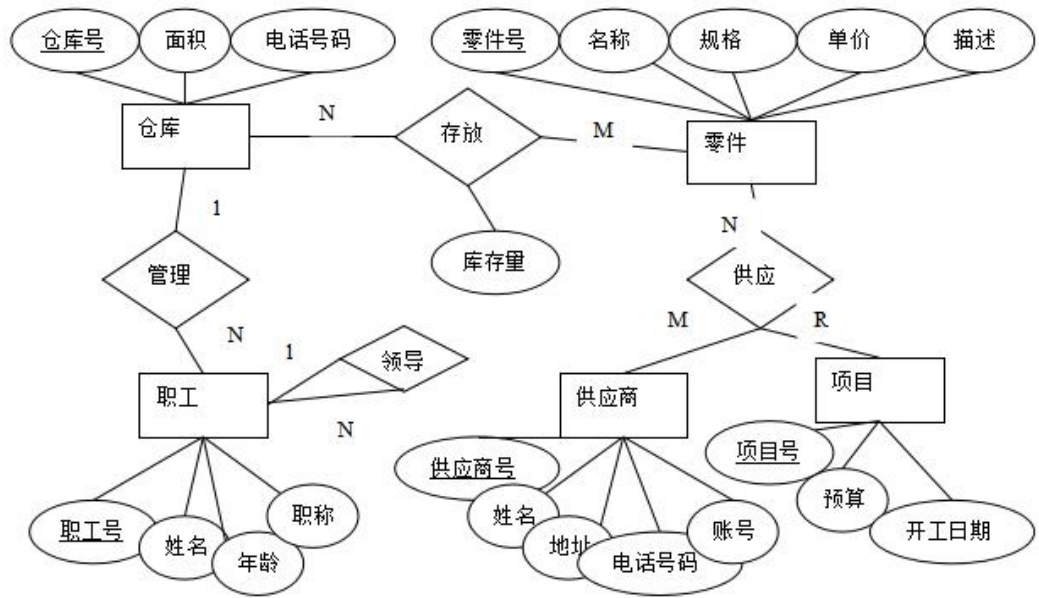 仓库号 面积 电话号码 零件号 名称 规格 单价 描述
仓库 N 存放 M 零件
1 库存量 N
管理 供应
N 1 领导 M R
职工 N 供应商 项目
供应商号 项目号
职工号 姓名 年龄 职称 姓名 地址 电话号码 账号 预算 开工日期